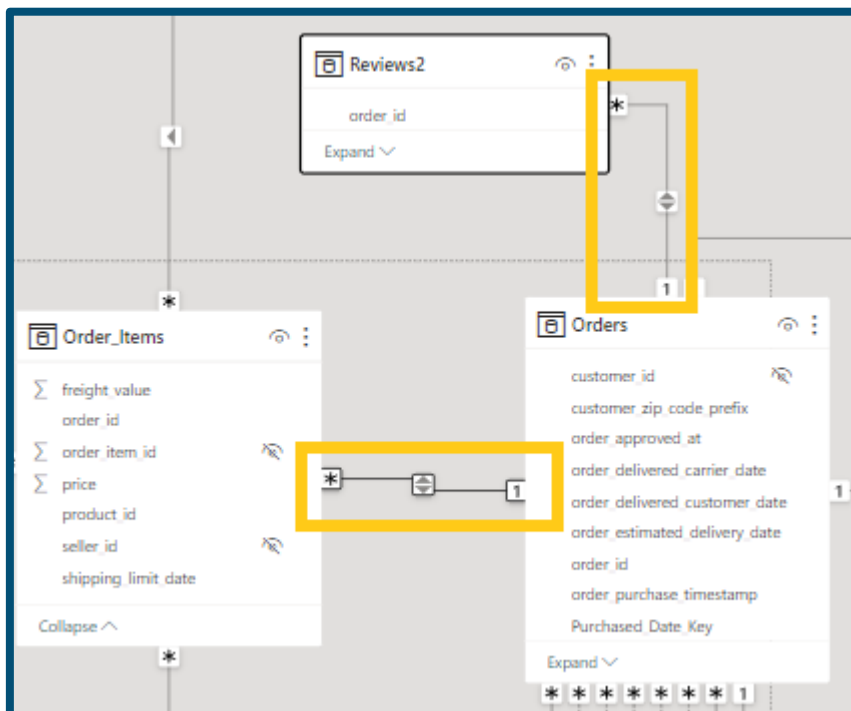 Reviews2
order_id
Expand
*
1
*
Order_Items
freight_value
order_id
order_item_id
price
product_id
seller_id
shipping_limit_date
Collapse
*
*
1
Orders
customer_id
customer_zip_code_prefix
order_approved_at
order_delivered_carrier_date
order_delivered_customer_date
order_estimated_delivery_date
order_id
order_purchase_timestamp
Purchased_Date_Key
Expand
1
* * * * * * * 1